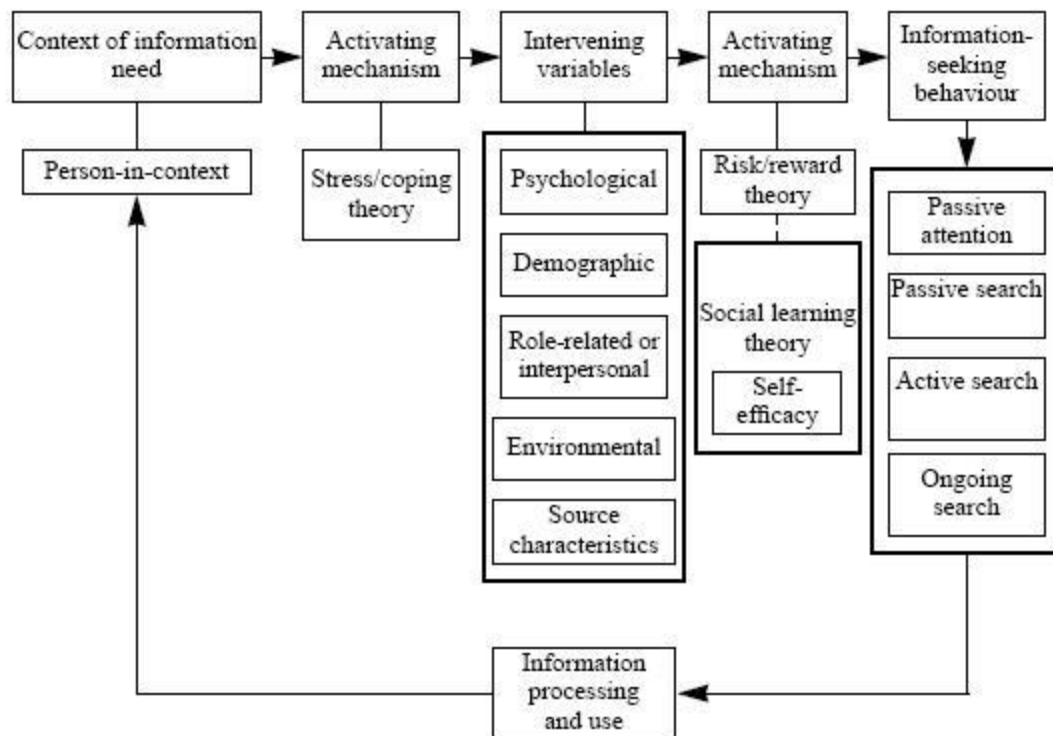 Context of information
need
Activating
mechanism
Intervening
variables
Activating
mechanism
Information-
seeking
behaviour
Person-in-context
Stress/coping
theory
Psychological
Demographic
Role-related or
interpersonal
Environmental
Source
characteristics
Risk/reward
theory
Social learning
theory
Self-
efficacy
Passive
attention
Passive search
Active search
Ongoing
search
Information
processing
and use